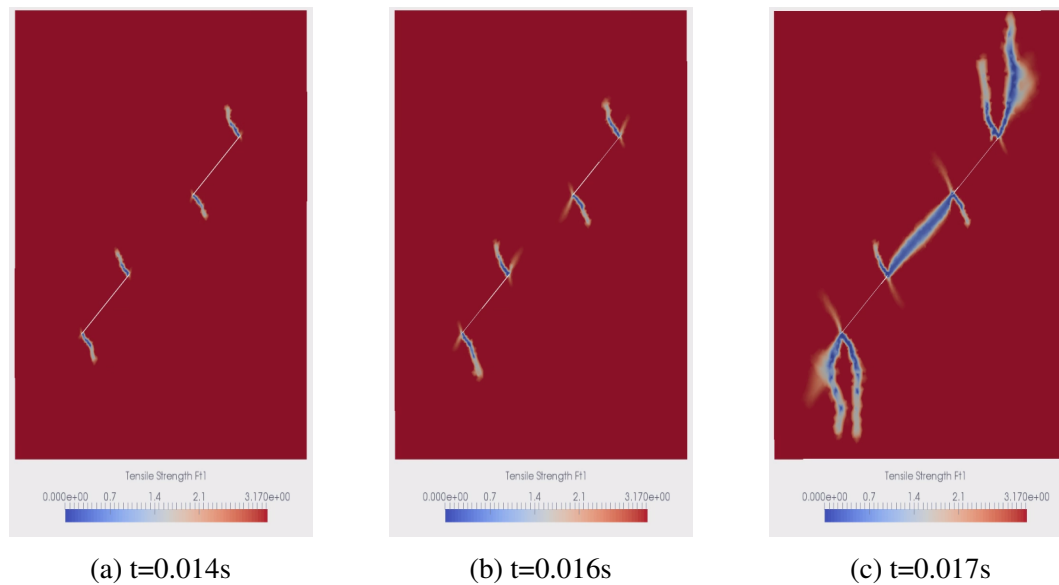 Tensile Strength Ft1
0.000e+00 0.7 1.4 2.1 3.170e+00
(a) t=0.014s
Tensile Strength Ft1
0.000e+00 0.7 1.4 2.1 3.170e+00
(b) t=0.016s
Tensile Strength Ft1
0.000e+00 0.7 1.4 2.1 3.170e+00
(c) t=0.017s